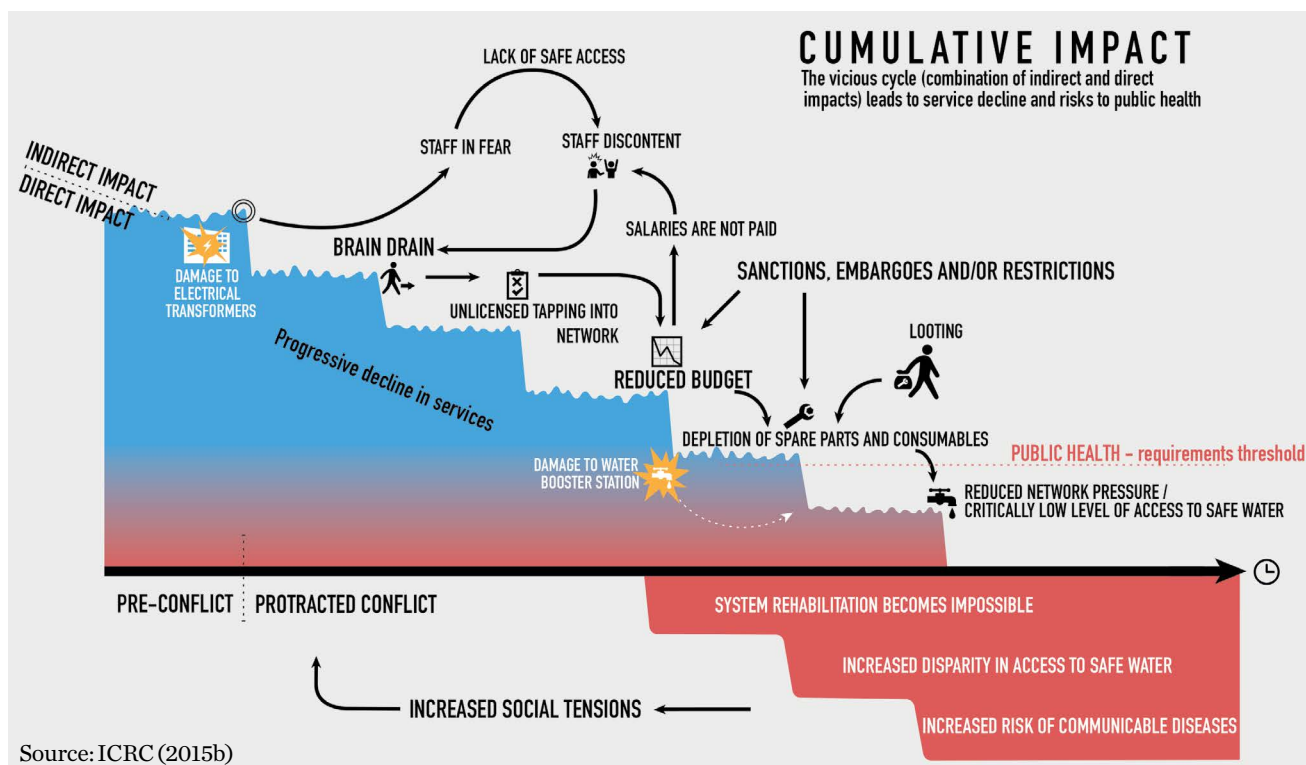 CUMULATIVE IMPACT
The vicious cycle (combination of indirect and direct
impacts) leads to service decline and risks to public health
LACK OF SAFE ACCESS
STAFF IN FEAR
STAFF DISCONTENT
INDIRECT IMPACT
DIRECT IMPACT
SALARIES ARE NOT PAID
BRAIN DRAIN
DAMAGE TO
ELECTRICAL
TRANSFORMERS
SANCTIONS, EMBARGOES AND/OR RESTRICTIONS
UNLICENSED TAPPING INTO
NETWORK
LOOTING
Progressive decline in services
REDUCED BUDGET
DEPLETION OF SPARE PARTS AND CONSUMABLES
PUBLIC HEALTH – requirements threshold
DAMAGE TO WATER
BOOSTER STATION
REDUCED NETWORK PRESSURE /
CRITICALLY LOW LEVEL OF ACCESS TO SAFE WATER
PRE-CONFLICT
PROTRACTED CONFLICT
SYSTEM REHABILITATION BECOMES IMPOSSIBLE
INCREASED DISPARITY IN ACCESS TO SAFE WATER
INCREASED SOCIAL TENSIONS
INCREASED RISK OF COMMUNICABLE DISEASES
Source: ICRC (2015b)